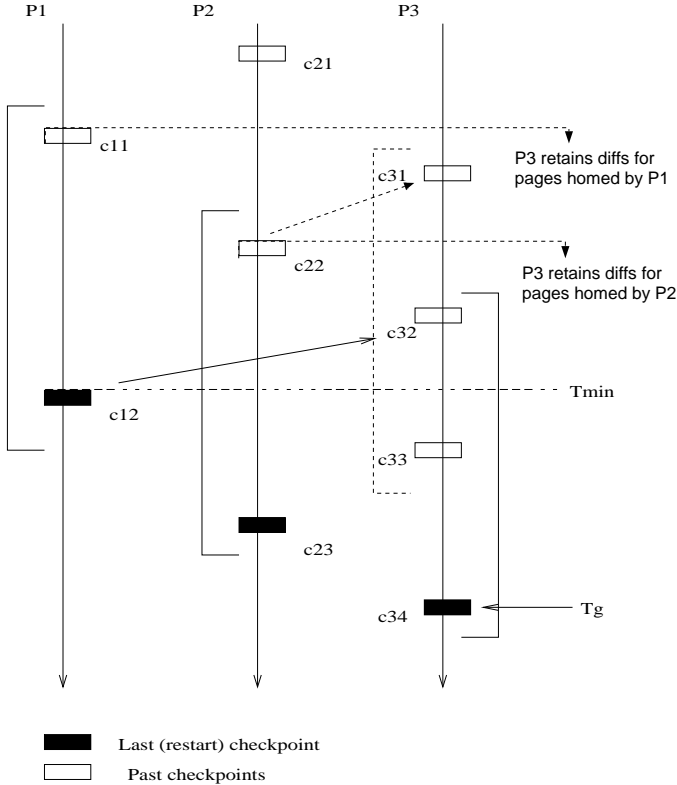 P1
P2
P3
c21
c11
P3 retains diffs for
pages homed by P1
c31
c22
P3 retains diffs for
pages homed by P2
c32
Tmin
c12
c33
c23
c34
Tg
Last (restart) checkpoint
Past checkpoints